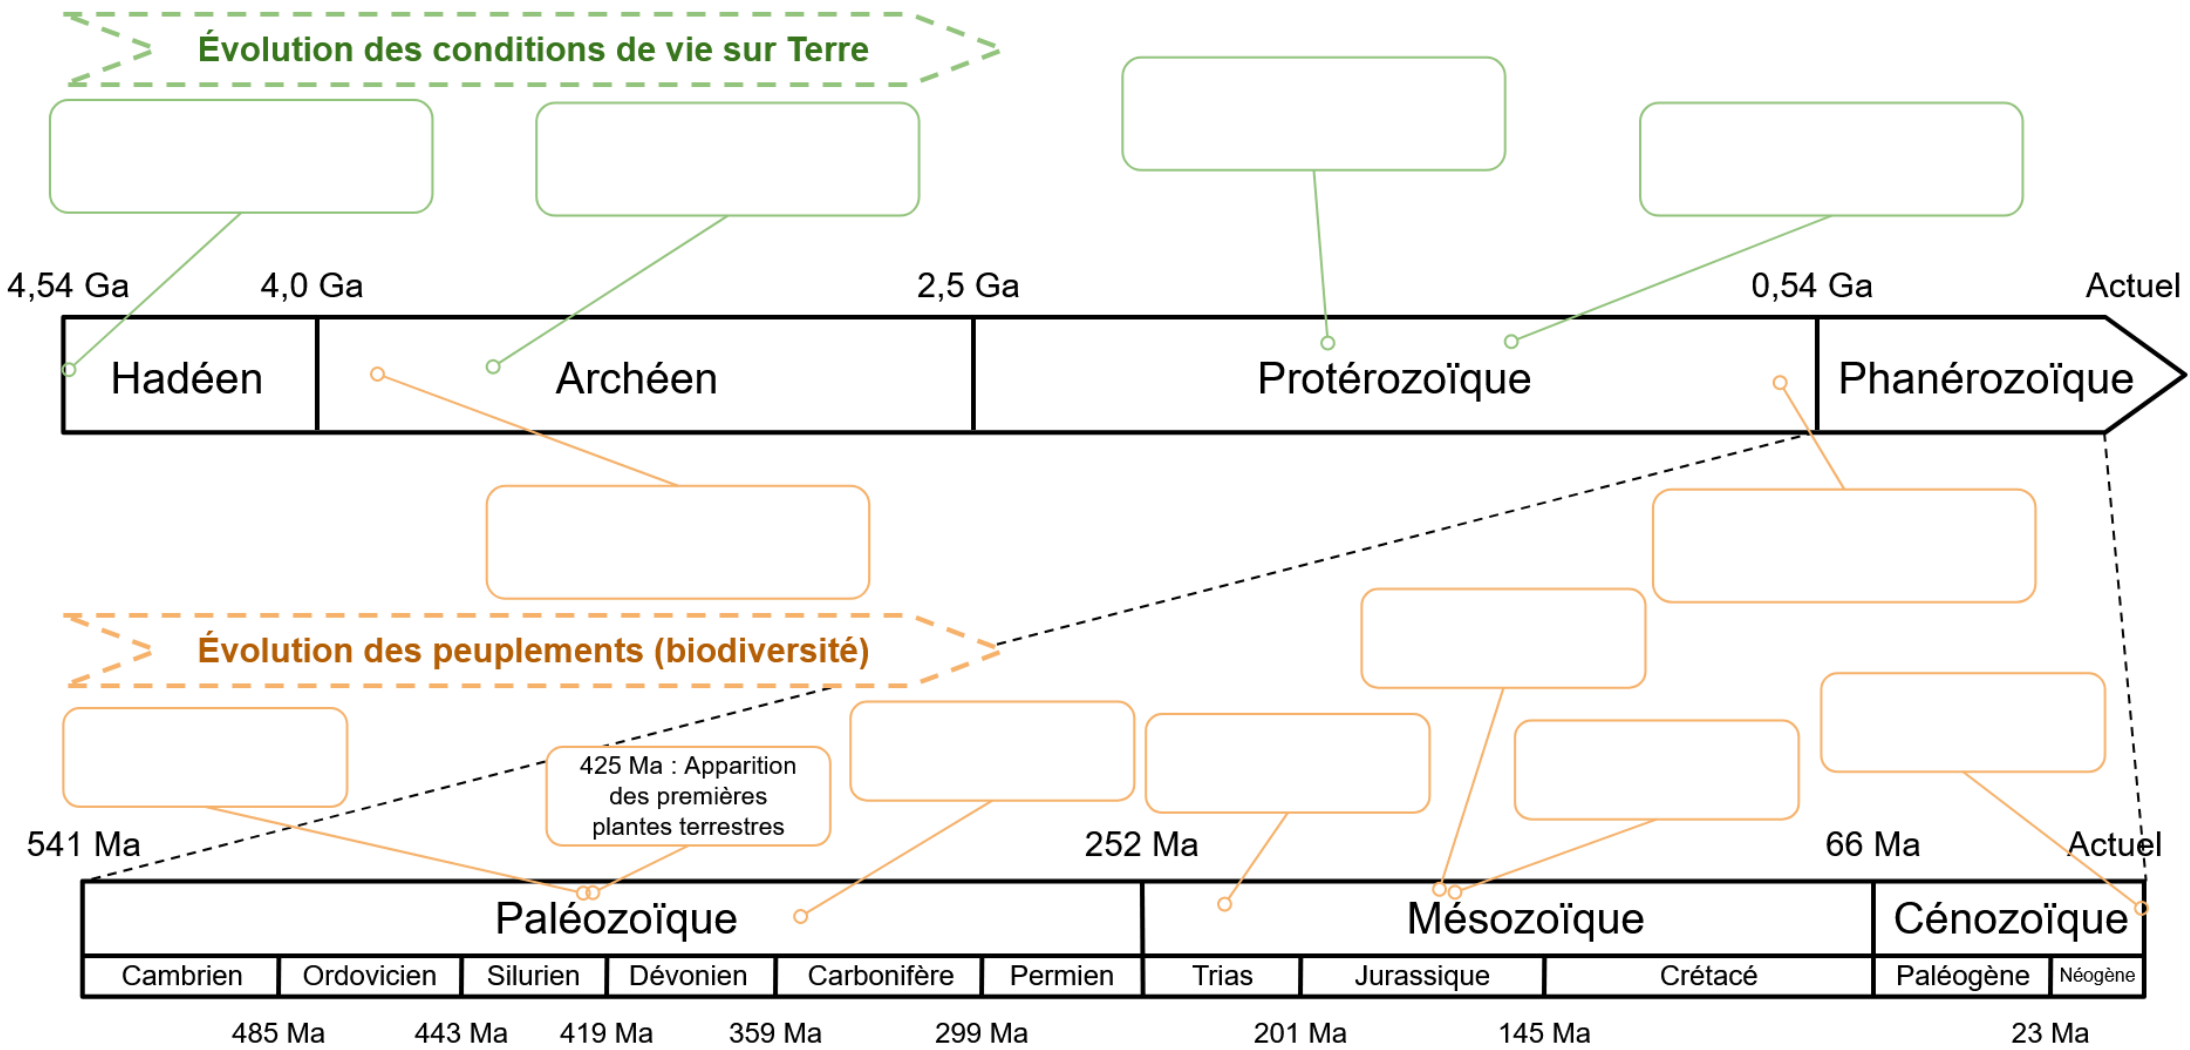 Évolution des conditions de vie sur Terre
4,54 Ga
4,0 Ga
2,5 Ga
0,54 Ga
Actuel
Hadéen
Archéen
Protérozoïque
Phanérozoïque
Évolution des peuplements (biodiversité)
425 Ma : Apparition
des premières
plantes terrestres
541 Ma
252 Ma
66 Ma
Actuel
Paléozoïque
Mésozoïque
Cénozoïque
Cambrien
Ordovicien
Silurien
Dévonien
Carbonifère
Permien
Trias
Jurassique
Crétacé
Paléogène
Néogène
485 Ma
443 Ma
419 Ma
359 Ma
299 Ma
201 Ma
145 Ma
23 Ma